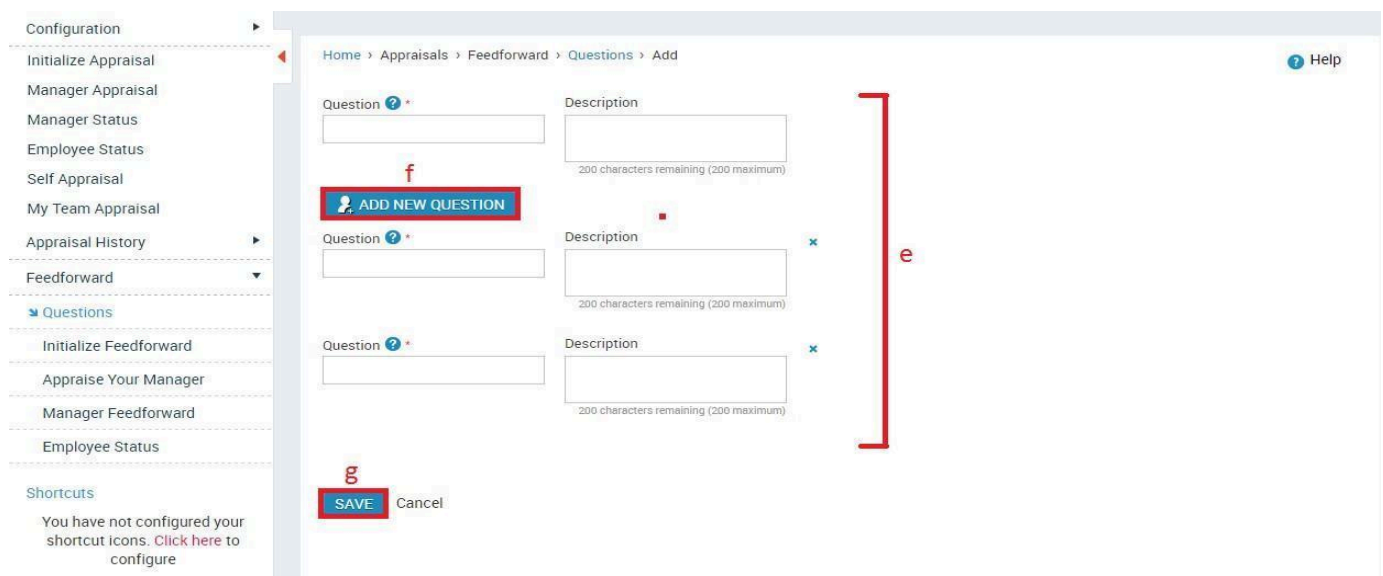 Configuration
Initialize Appraisal
Manager Appraisal
Manager Status
Employee Status
Self Appraisal
My Team Appraisal
Appraisal History
Feedforward
Questions
Initialize Feedforward
Appraise Your Manager
Manager Feedforward
Employee Status
Shortcuts
You have not configured your
shortcut icons. Click here to
configure
Home › Appraisals › Feedforward › Questions › Add
? Help
Question ? *
Description
200 characters remaining (200 maximum)
f
ADD NEW QUESTION
Question ? *
Description
×
200 characters remaining (200 maximum)
e
Question ? *
Description
×
200 characters remaining (200 maximum)
g
SAVE Cancel